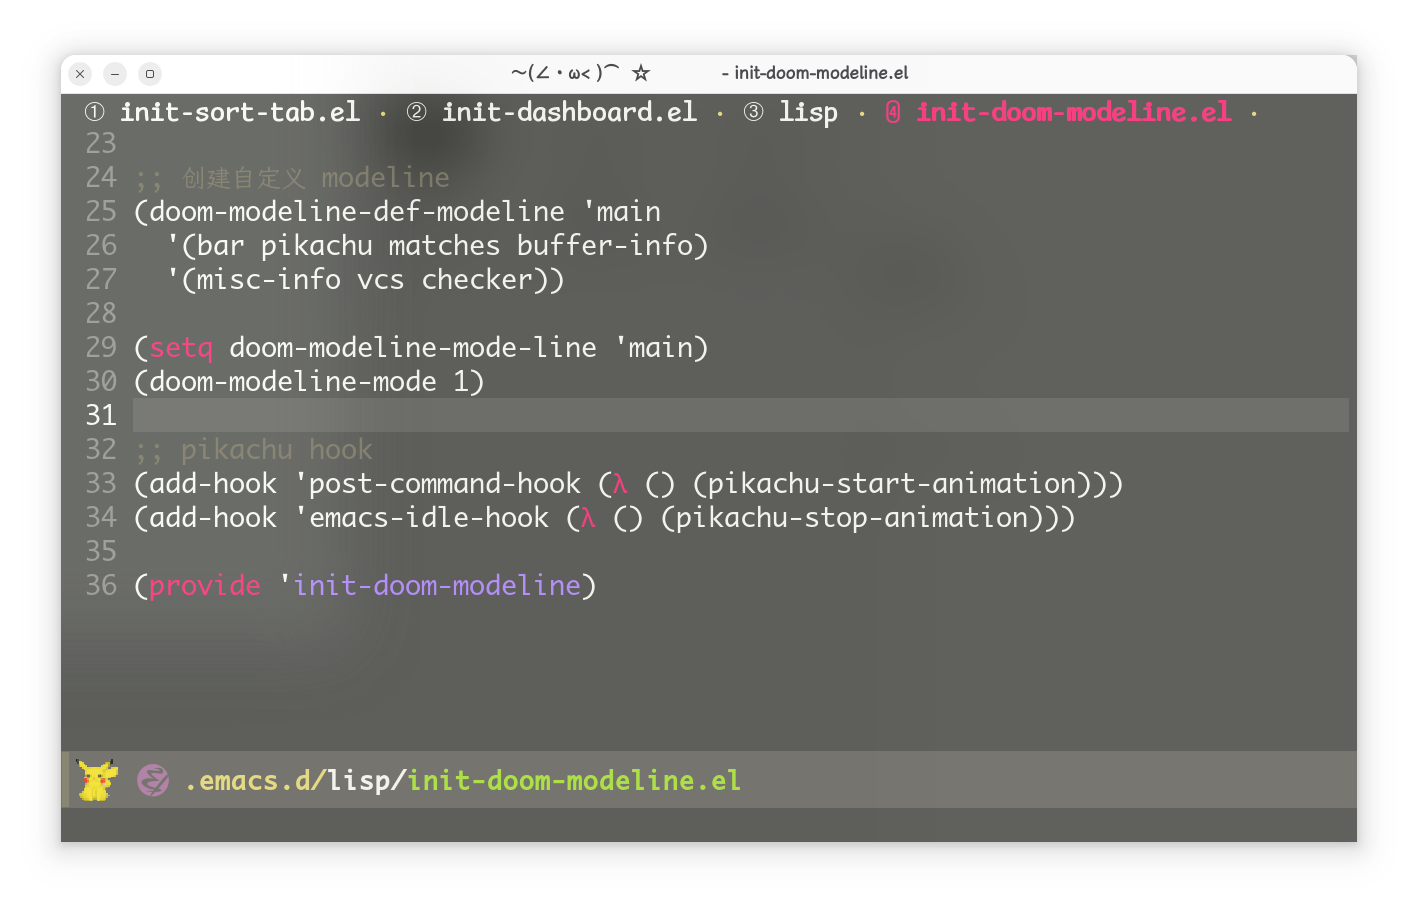 ～(∠・ω< )⌒ ☆ - init-doom-modeline.el
① init-sort-tab.el · ② init-dashboard.el · ③ lisp · ④ init-doom-modeline.el ·
23
24 ;; 创建自定义 modeline
25 (doom-modeline-def-modeline 'main
26   '(bar pikachu matches buffer-info)
27   '(misc-info vcs checker))
28
29 (setq doom-modeline-mode-line 'main)
30 (doom-modeline-mode 1)
31
32 ;; pikachu hook
33 (add-hook 'post-command-hook (λ () (pikachu-start-animation)))
34 (add-hook 'emacs-idle-hook (λ () (pikachu-stop-animation)))
35
36 (provide 'init-doom-modeline)
.emacs.d/lisp/init-doom-modeline.el